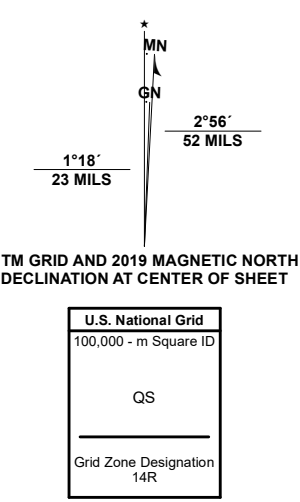 ★
MN
GN
2°56´
52 MILS
1°18´
23 MILS
TM GRID AND 2019 MAGNETIC NORTH
DECLINATION AT CENTER OF SHEET
U.S. National Grid
100,000 - m Square ID
QS
Grid Zone Designation
14R